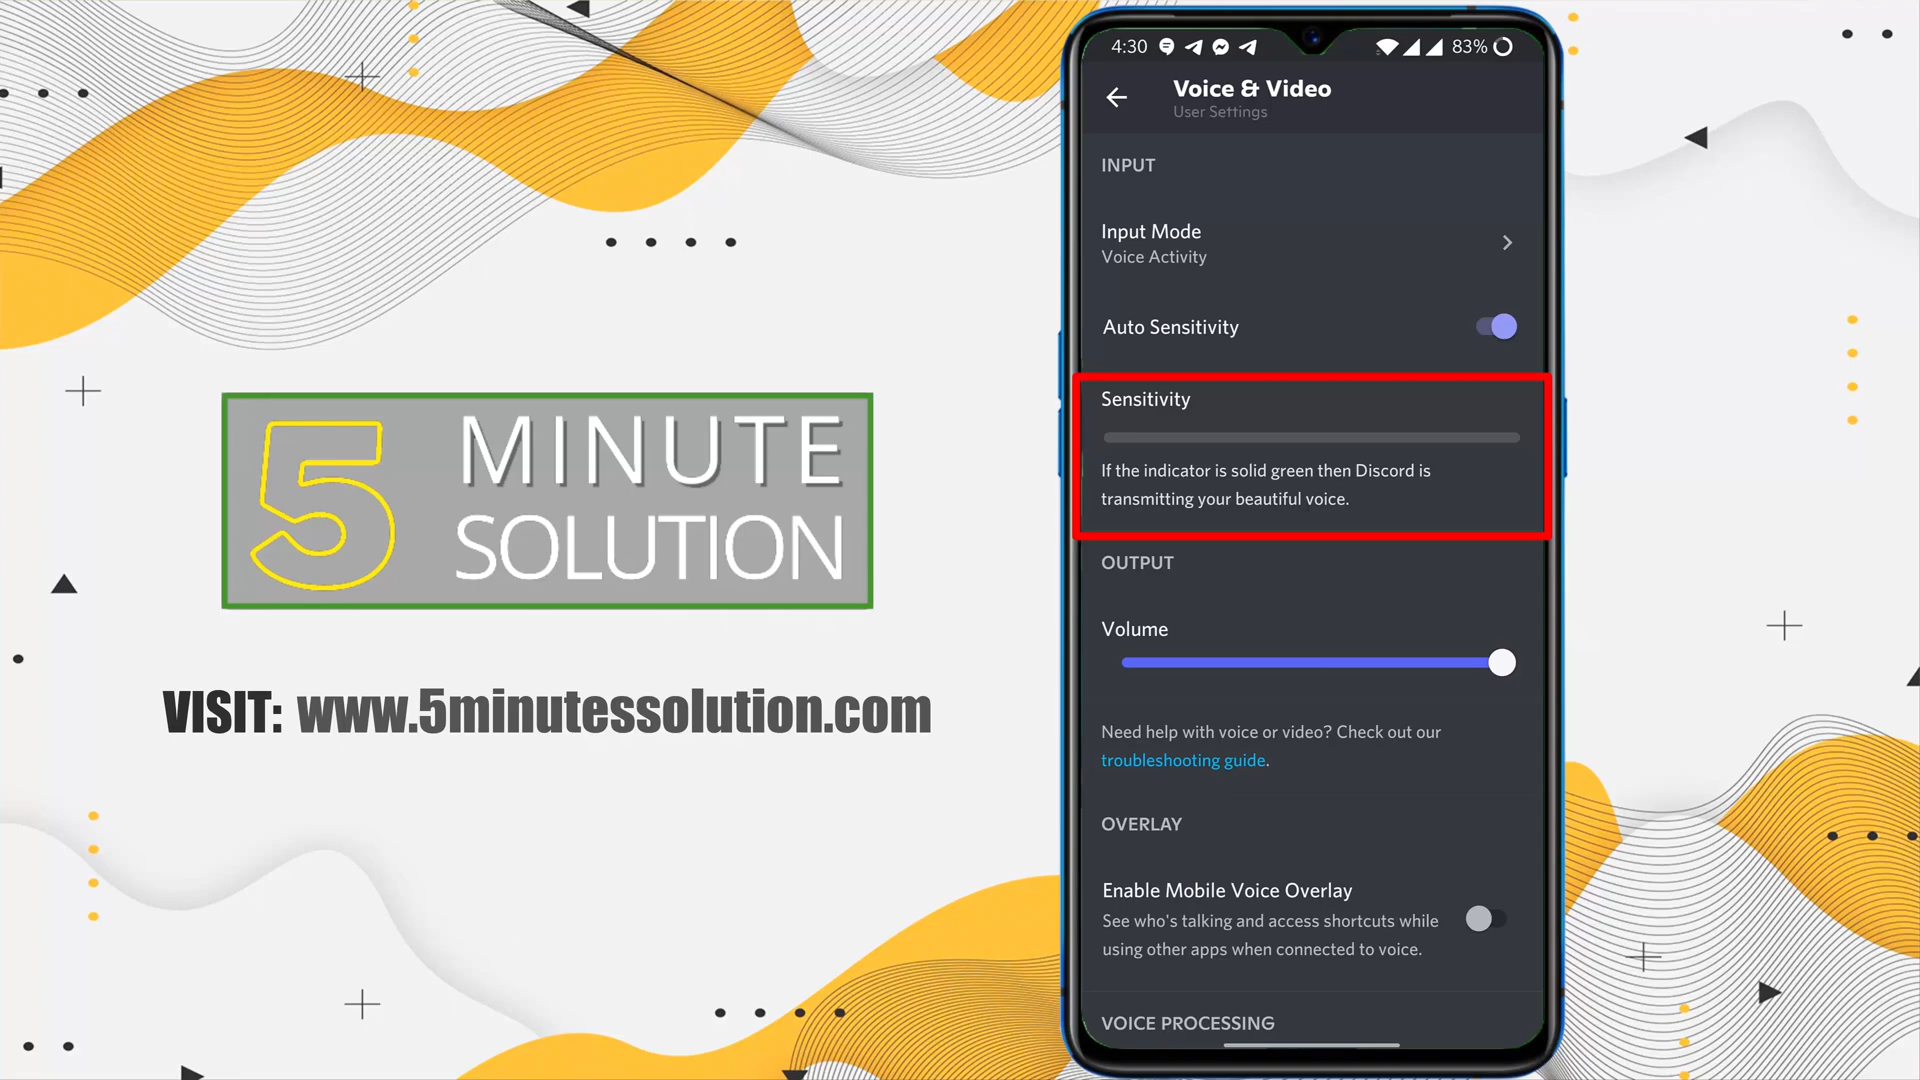 5 MINUTE
SOLUTION
VISIT: www.5minutessolution.com
4:30 83%
Voice & Video
User Settings
INPUT
Input Mode
Voice Activity
Auto Sensitivity
Sensitivity
If the indicator is solid green then Discord is
transmitting your beautiful voice.
OUTPUT
Volume
Need help with voice or video? Check out our
troubleshooting guide.
OVERLAY
Enable Mobile Voice Overlay
See who's talking and access shortcuts while
using other apps when connected to voice.
VOICE PROCESSING